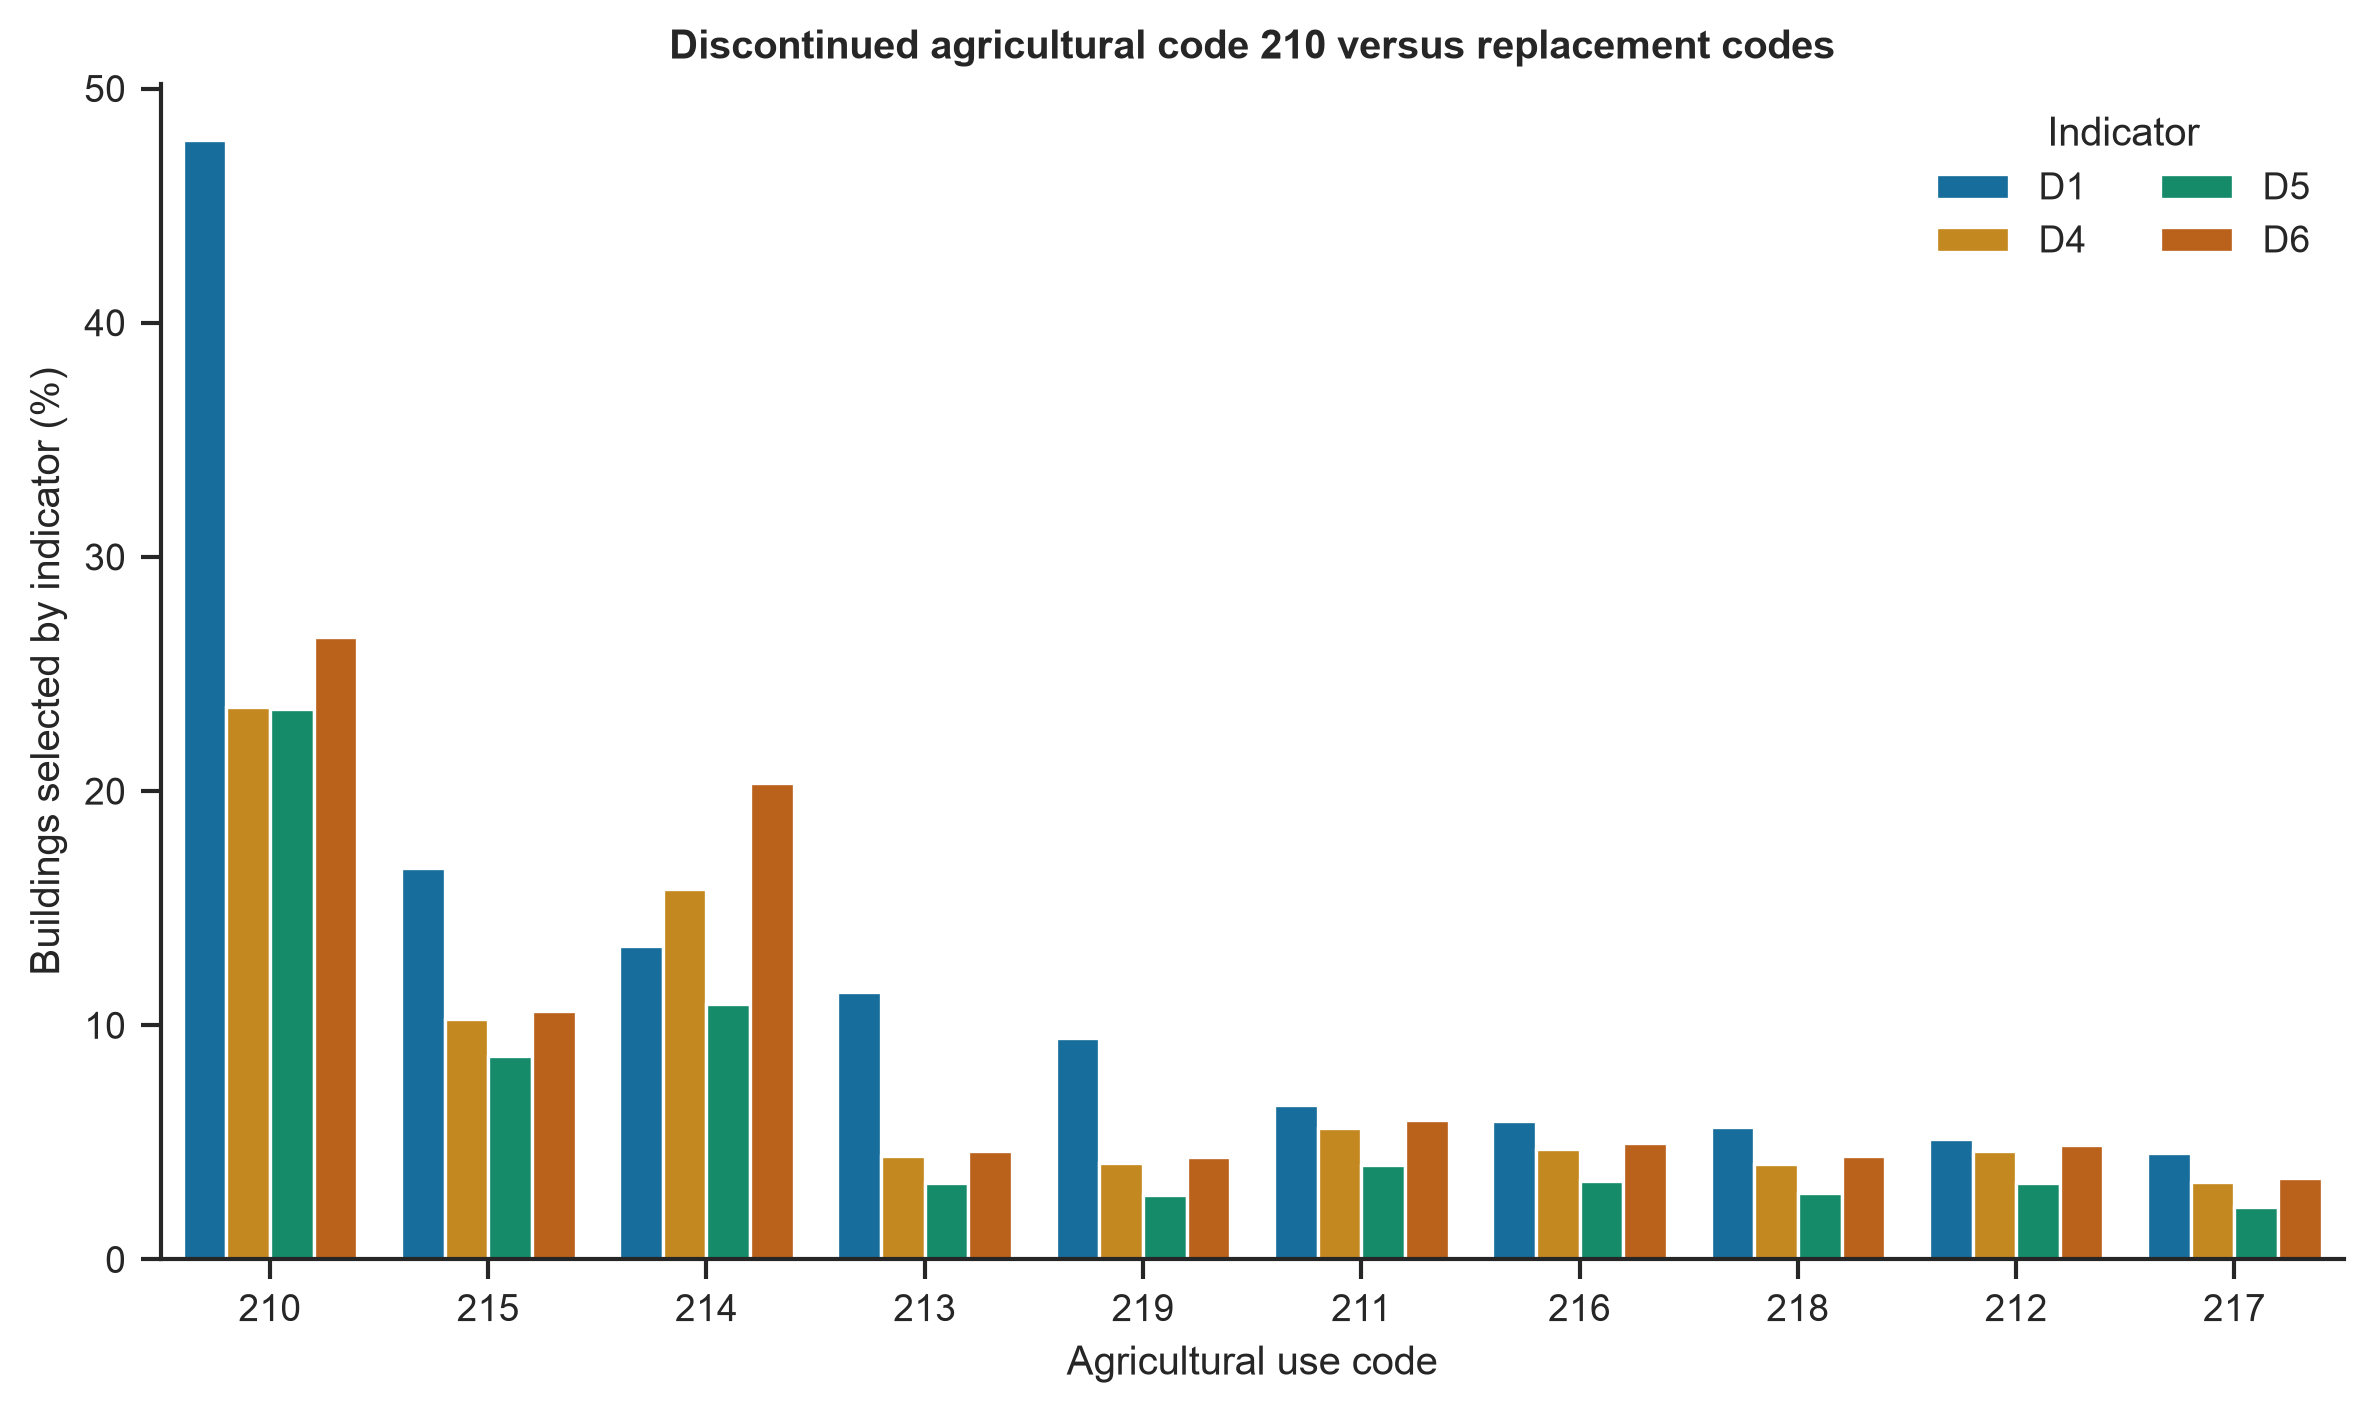 Discontinued agricultural code 210 versus replacement codes
Indicator
D1 D5
D4 D6
Buildings selected by indicator (%)
50
40
30
20
10
0
210 215 214 213 219 211 216 218 212 217
Agricultural use code